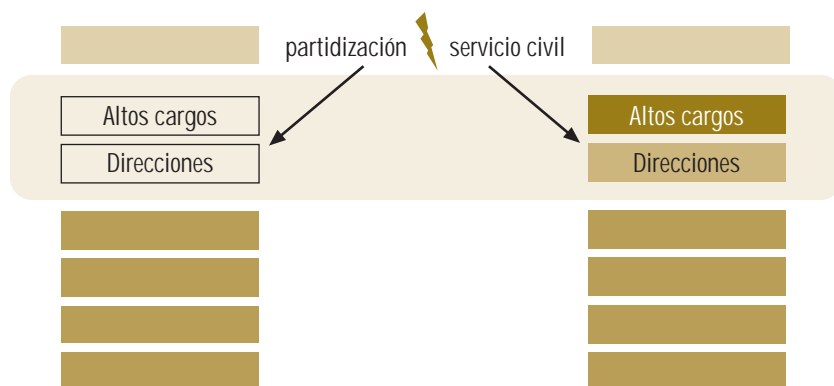 partidización servicio civil
Altos cargos Altos cargos
Direcciones Direcciones